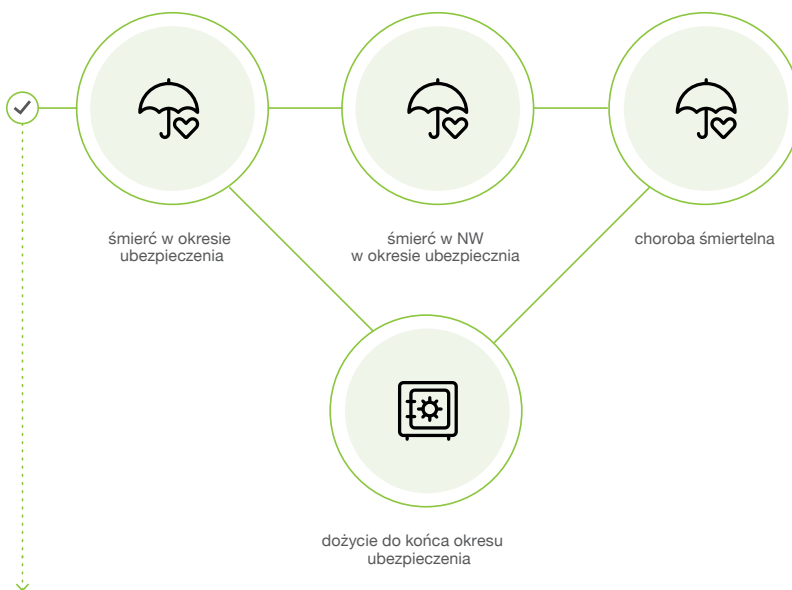 śmierć w okresie
ubezpieczenia
śmierć w NW
w okresie ubezpiecznia
choroba śmiertelna
dożycie do końca okresu
ubezpieczenia